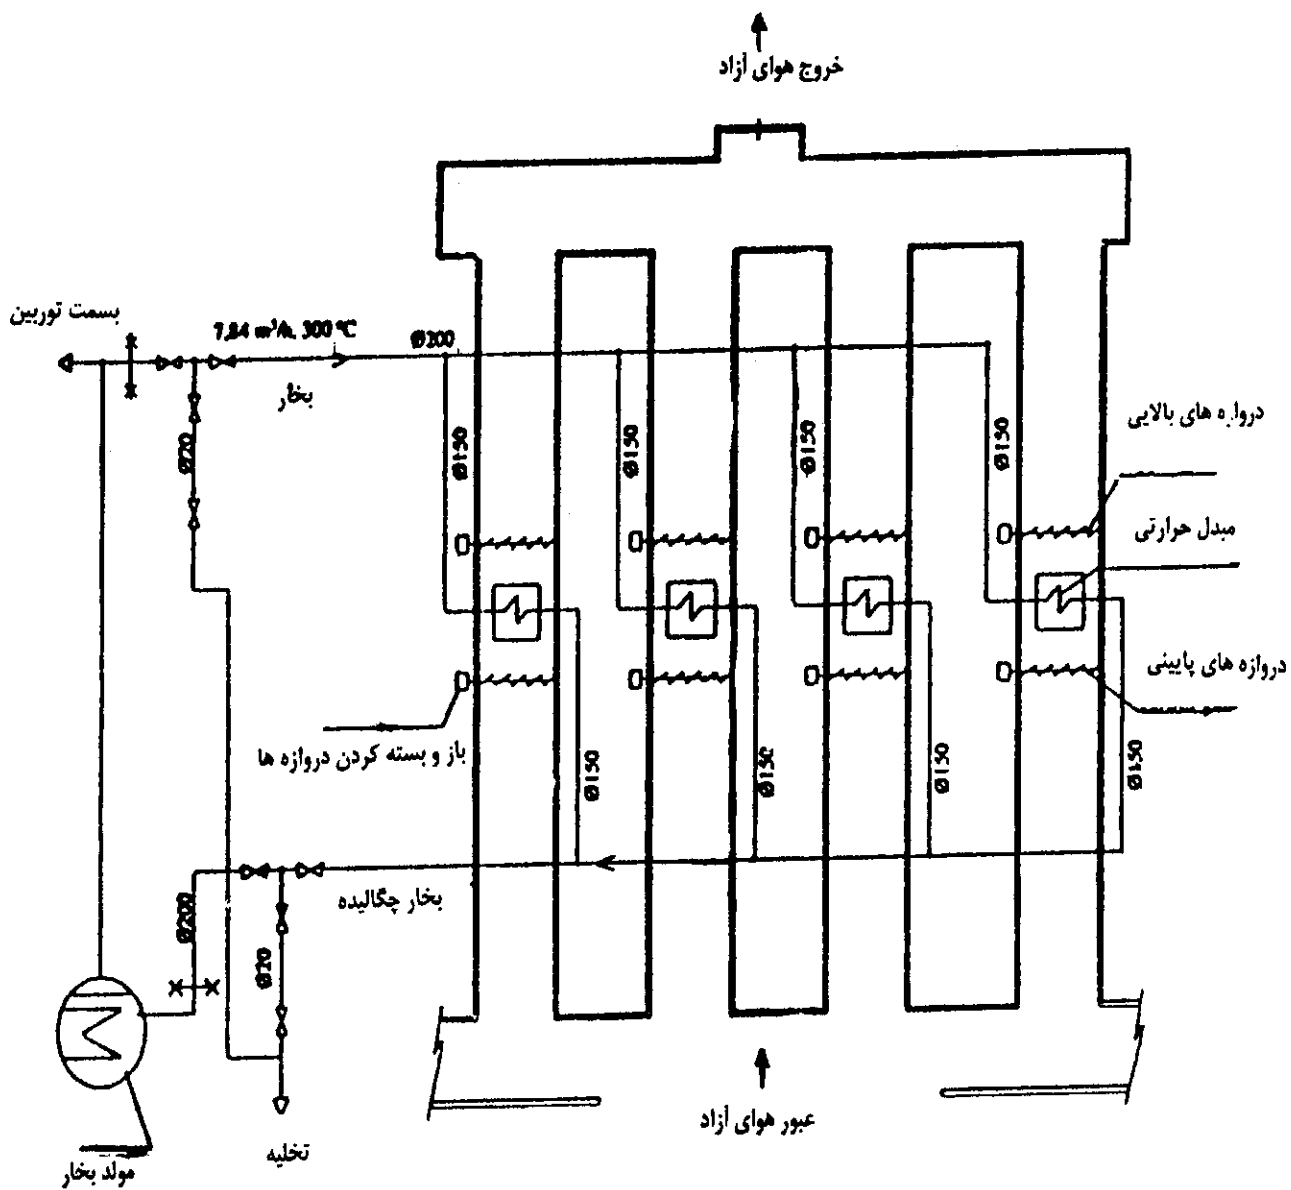 خروج هوای آزاد
بسمت توربین
7,84 m³/h, 300 °C
Ø200
بخار
Ø20
Ø150
Ø150
Ø150
Ø150
دروازه های بالایی
مبدل حرارتی
دروازه های پایینی
باز و بسته کردن دروازه ها
Ø150
Ø150
Ø150
Ø150
بخار چگالیده
Ø200
Ø20
عبور هوای آزاد
تخلیه
مولد بخار